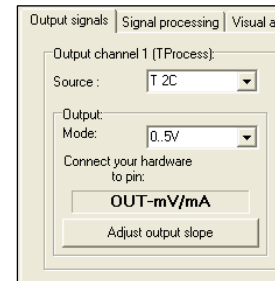 Output signals Signal processing Visual a
Output channel 1 (TProcess):
Source : T 2C
Output:
Mode: 0..5V
Connect your hardware
to pin:
OUT-mV/mA
Adjust output slope